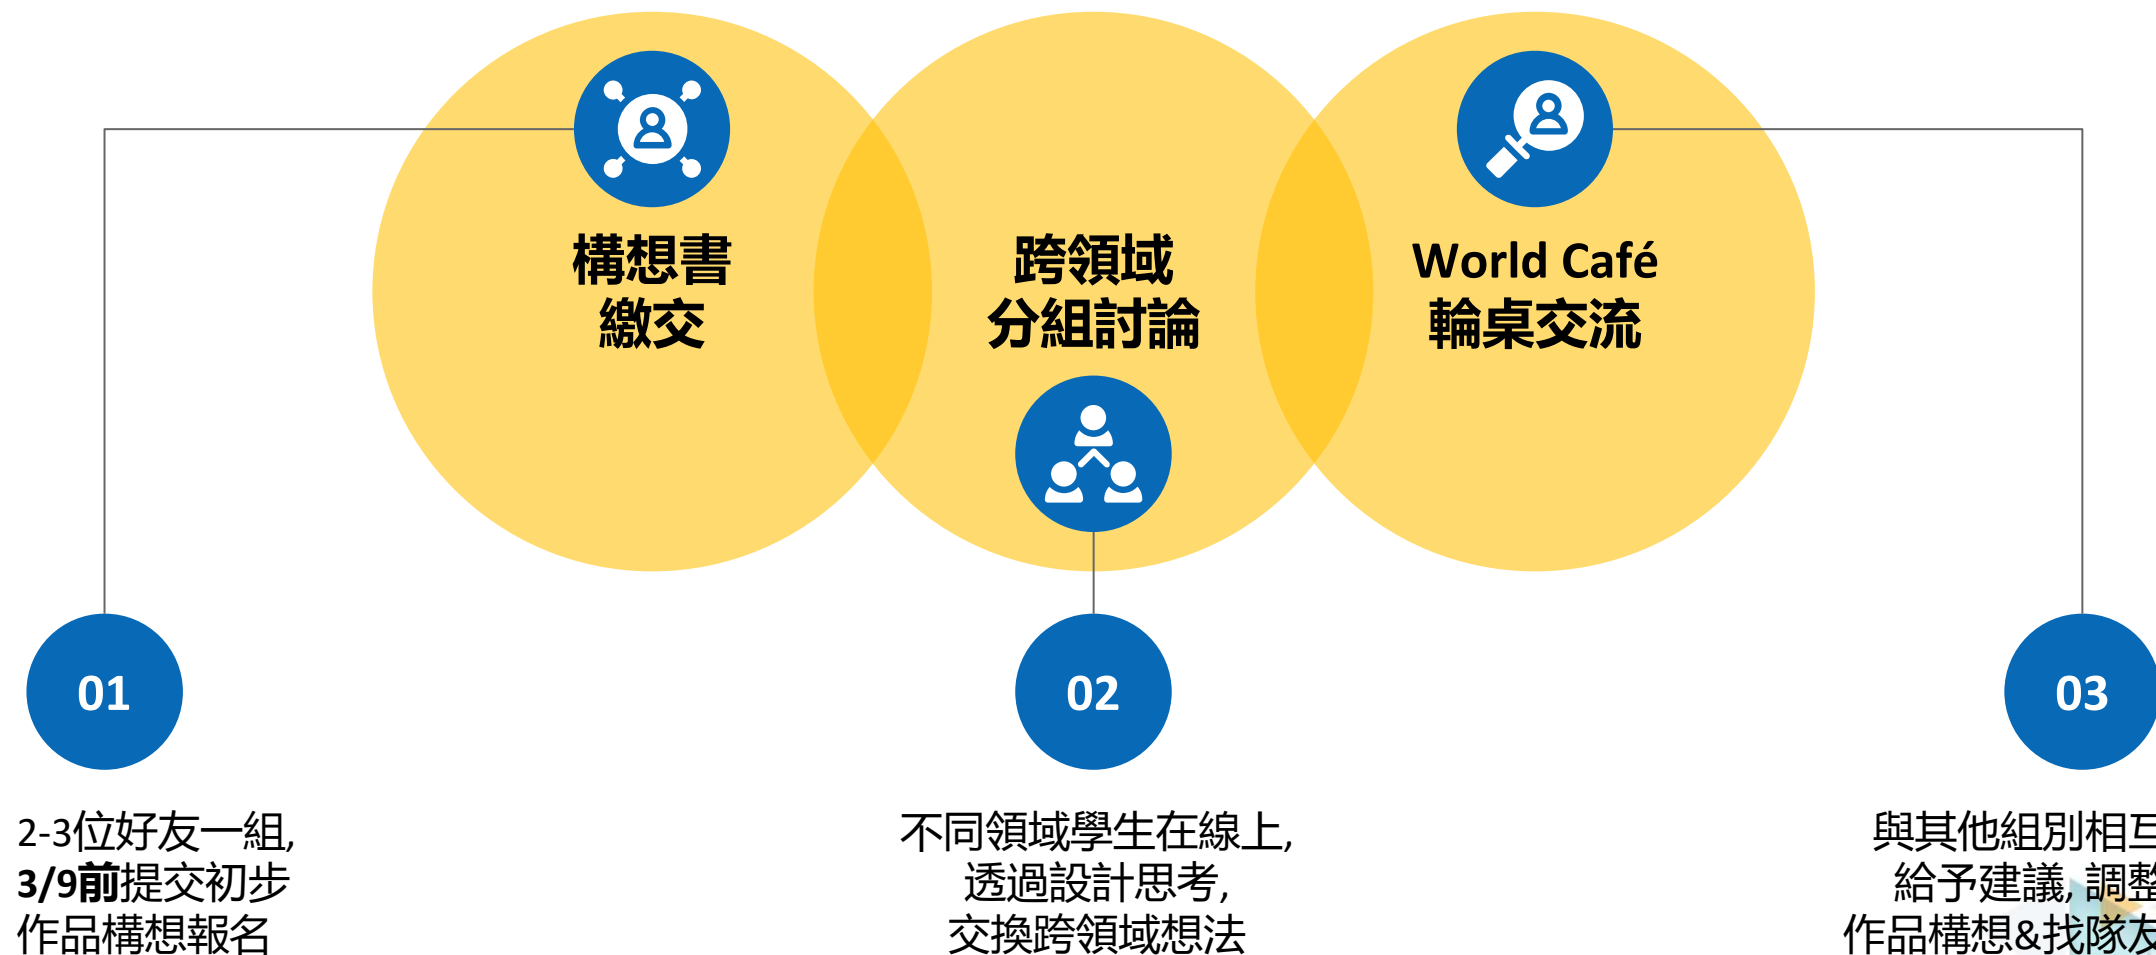 構想書
繳交
跨領域
分組討論
World Café
輪桌交流
01
02
03
2-3位好友一組,
3/9前提交初步
作品構想報名
不同領域學生在線上,
透過設計思考,
交換跨領域想法
與其他組別相互
給予建議, 調整
作品構想&找隊友